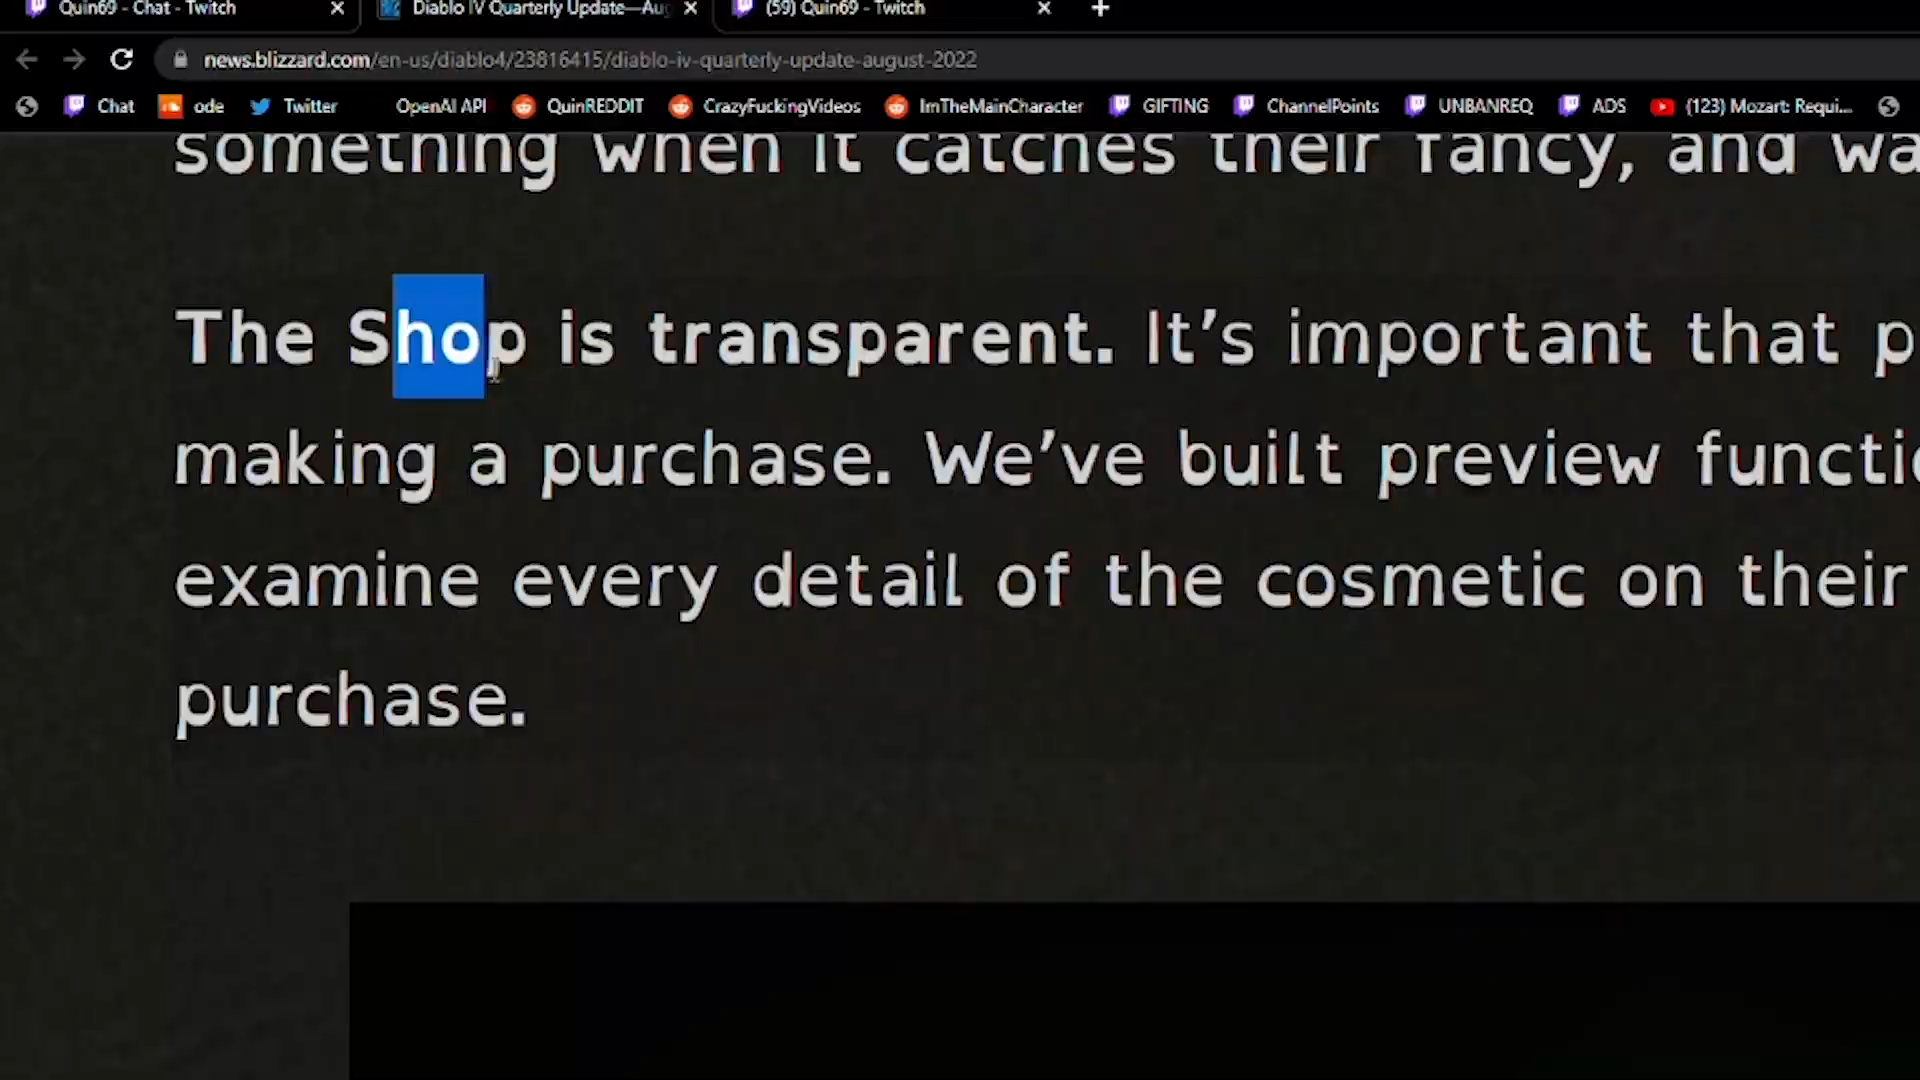 Quin69 - Chat - Twitch
Diablo IV Quarterly Update—Aug
(59) Quin69 - Twitch
news.blizzard.com/en-us/diablo4/23816415/diablo-iv-quarterly-update-august-2022
Chat ode Twitter OpenAI API QuinREDDIT CrazyFuckingVideos ImTheMainCharacter GIFTING ChannelPoints UNBANREQ ADS (123) Mozart: Requi...
something when it catches their fancy, and wa
The Shop is transparent. It’s important that p
making a purchase. We’ve built preview functi
examine every detail of the cosmetic on their
purchase.